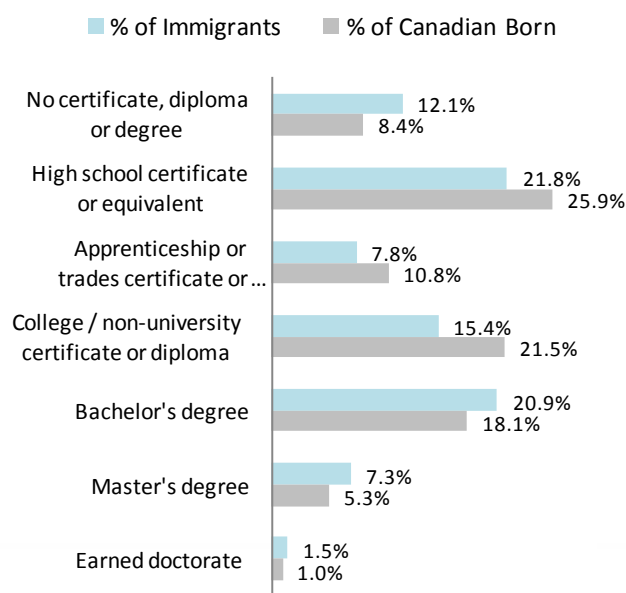 % of Immigrants % of Canadian Born
No certificate, diploma
or degree
12.1%
8.4%
High school certificate
or equivalent
21.8%
25.9%
Apprenticeship or
trades certificate or...
7.8%
10.8%
College / non-university
certificate or diploma
15.4%
21.5%
Bachelor's degree
20.9%
18.1%
Master's degree
7.3%
5.3%
Earned doctorate
1.5%
1.0%